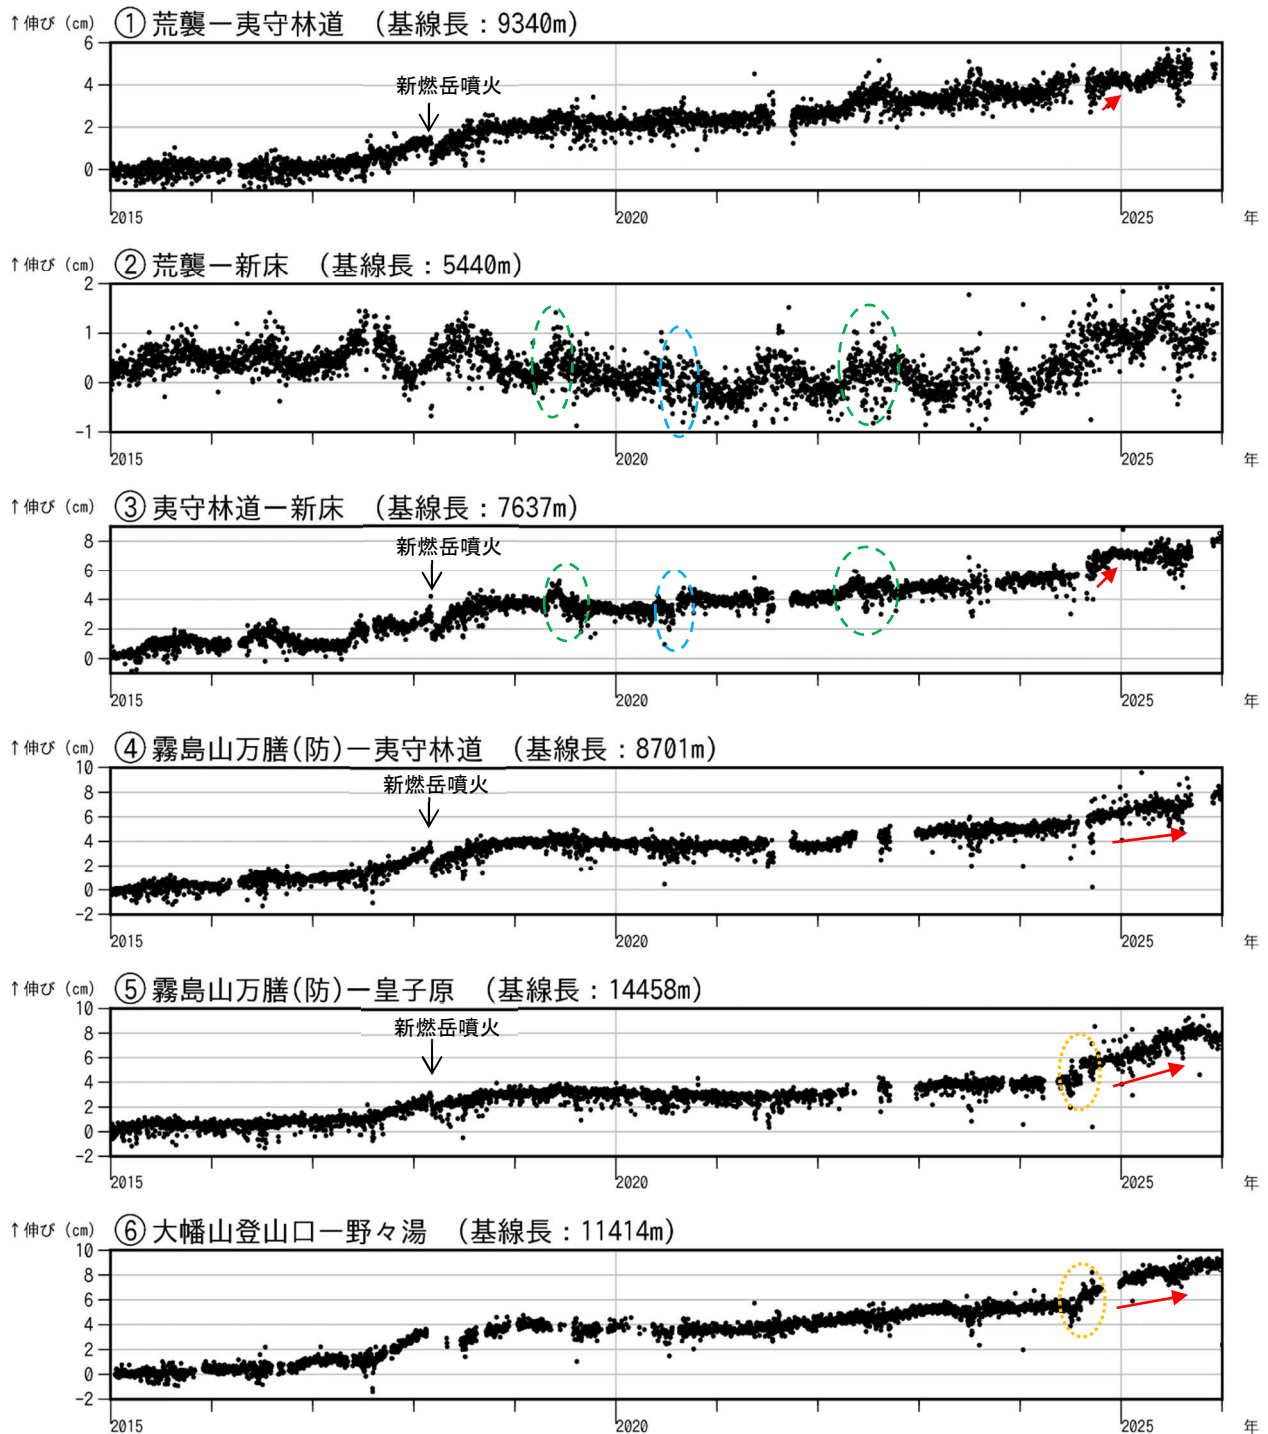 ↑伸び (cm) ①荒襲ー夷守林道 (基線長:9340m)
6
新燃岳噴火
4
2
0
2015 2020 2025 年
↑伸び (cm) ②荒襲ー新床 (基線長:5440m)
2
1
0
-1
2015 2020 2025 年
↑伸び (cm) ③夷守林道ー新床 (基線長:7637m)
新燃岳噴火
8
6
4
2
0
2015 2020 2025 年
↑伸び (cm) ④霧島山万膳(防)ー夷守林道 (基線長:8701m)
10
新燃岳噴火
8
6
4
2
0
-2
2015 2020 2025 年
↑伸び (cm) ⑤霧島山万膳(防)ー皇子原 (基線長:14458m)
10
新燃岳噴火
8
6
4
2
0
-2
2015 2020 2025 年
↑伸び (cm) ⑥大幡山登山口ー野々湯 (基線長:11414m)
10
8
6
4
2
0
-2
2015 2020 2025 年